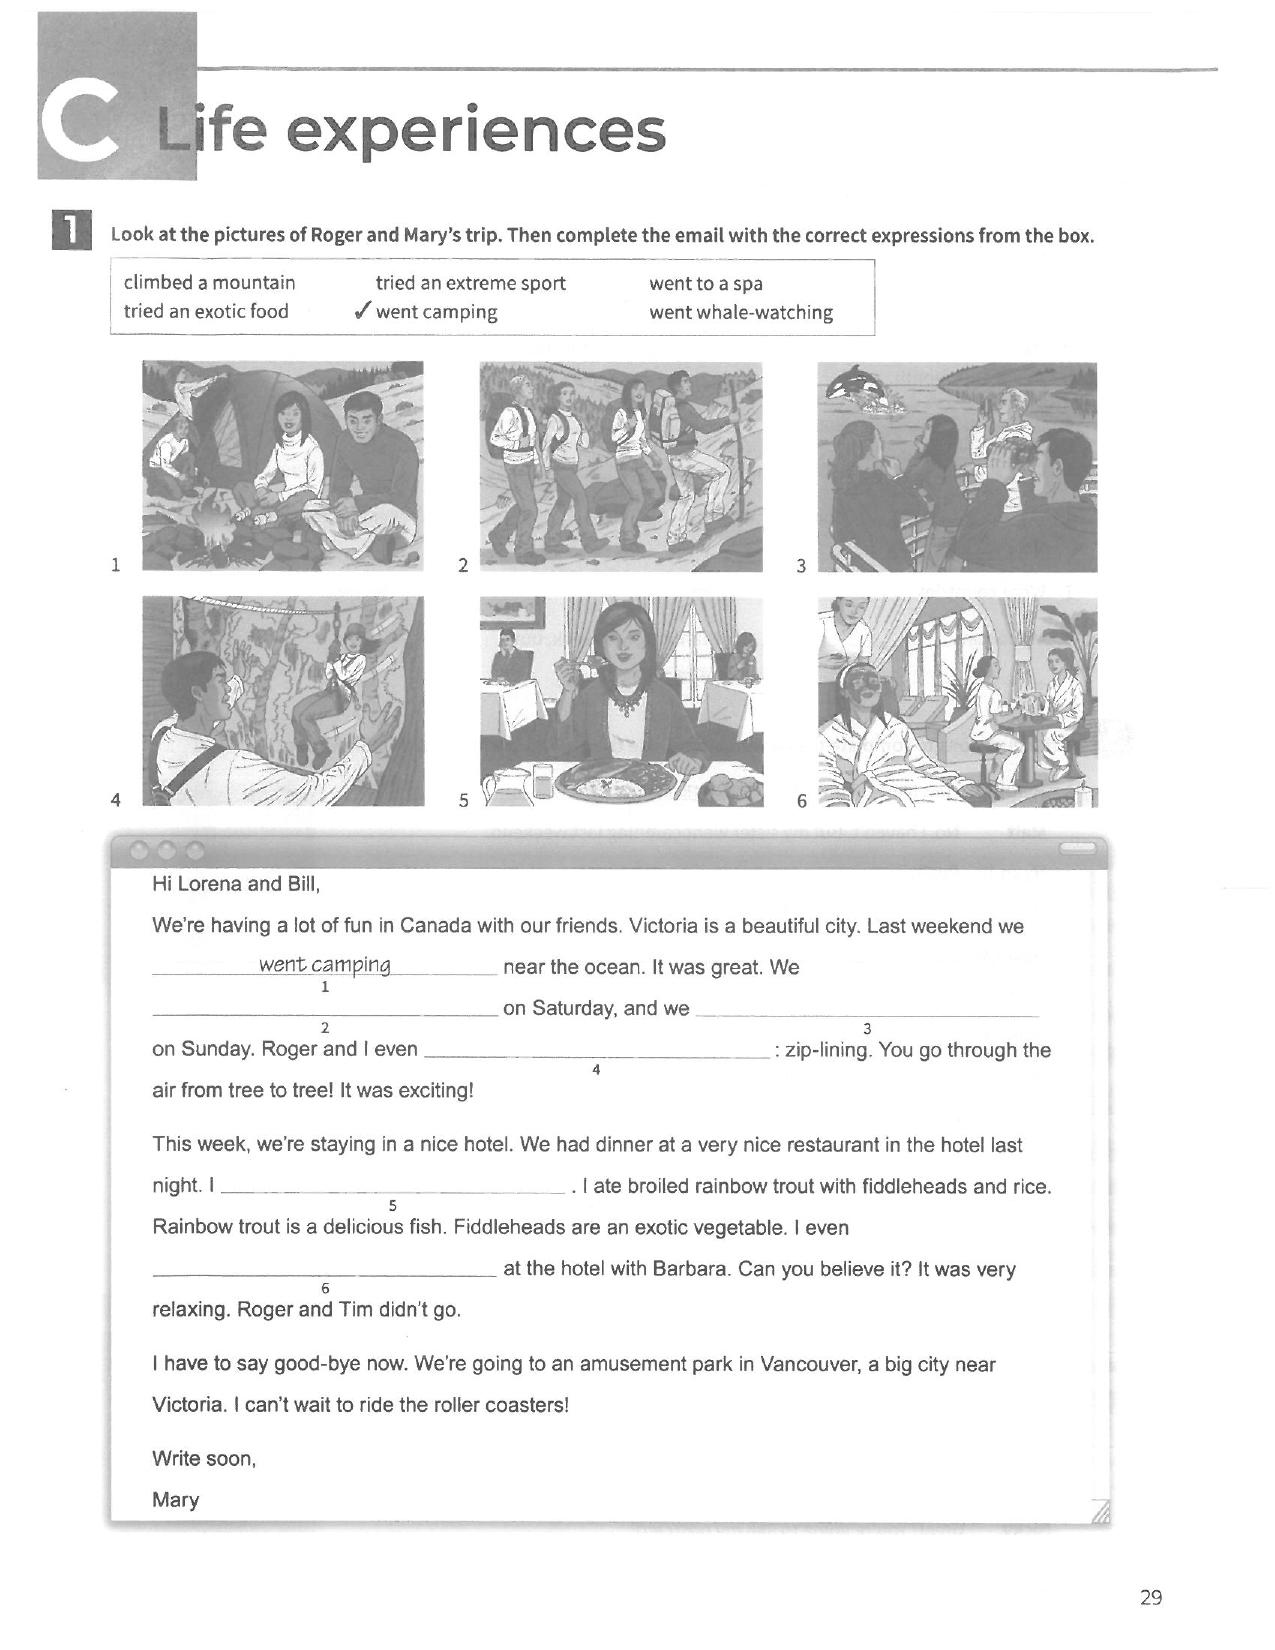 C Life experiences
1 Look at the pictures of Roger and Mary's trip. Then complete the email with the correct expressions from the box.
climbed a mountain tried an extreme sport went to a spa
tried an exotic food ✓ went camping went whale-watching
1 2 3
4 5 6
Hi Lorena and Bill,
We're having a lot of fun in Canada with our friends. Victoria is a beautiful city. Last weekend we
went camping near the ocean. It was great. We
1
on Saturday, and we
2 3
on Sunday. Roger and I even : zip-lining. You go through the
4
air from tree to tree! It was exciting!
This week, we're staying in a nice hotel. We had dinner at a very nice restaurant in the hotel last
night. I . I ate broiled rainbow trout with fiddleheads and rice.
5
Rainbow trout is a delicious fish. Fiddleheads are an exotic vegetable. I even
at the hotel with Barbara. Can you believe it? It was very
6
relaxing. Roger and Tim didn't go.
I have to say good-bye now. We're going to an amusement park in Vancouver, a big city near
Victoria. I can't wait to ride the roller coasters!
Write soon,
Mary
29